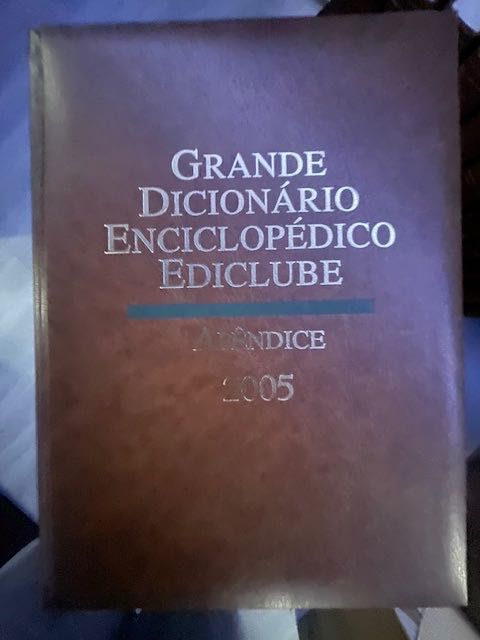 GRANDE
DICIONÁRIO
ENCICLOPÉDICO
EDICLUBE
APÊNDICE
2005